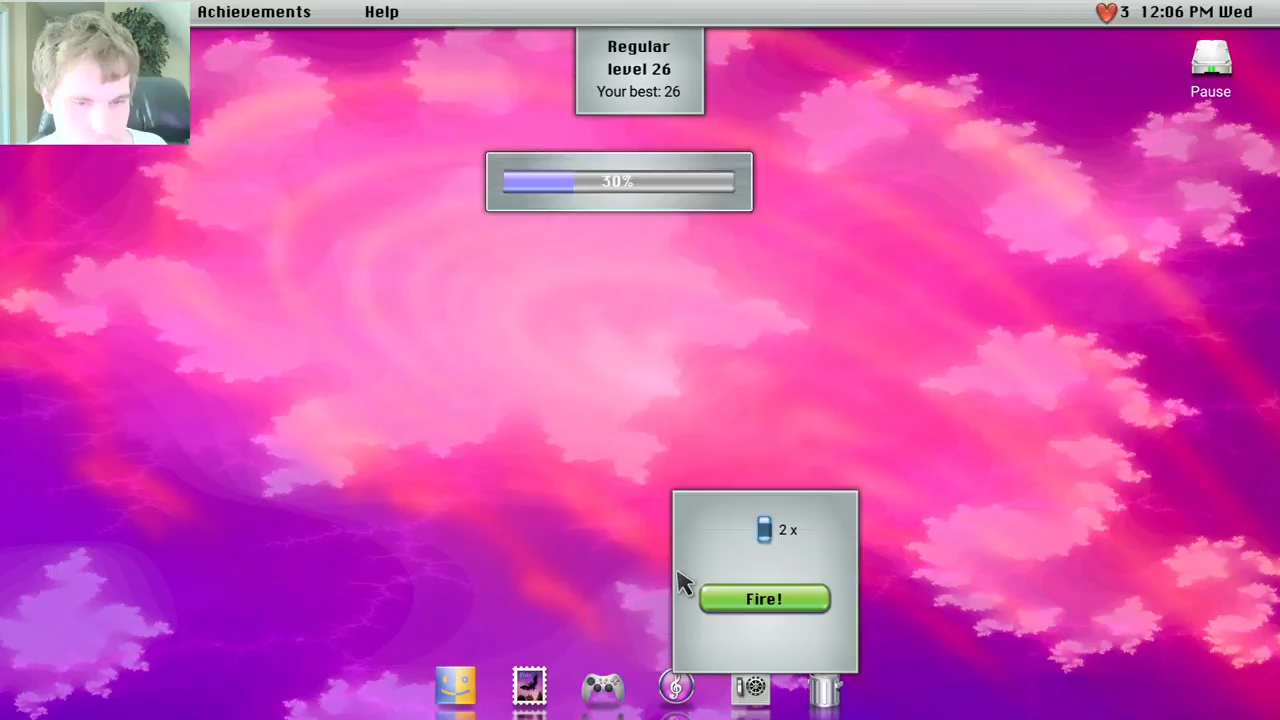 Achievements Help 3 12:06 PM Wed
Regular
level 26
Your best: 26
Pause
30%
2 x
Fire!